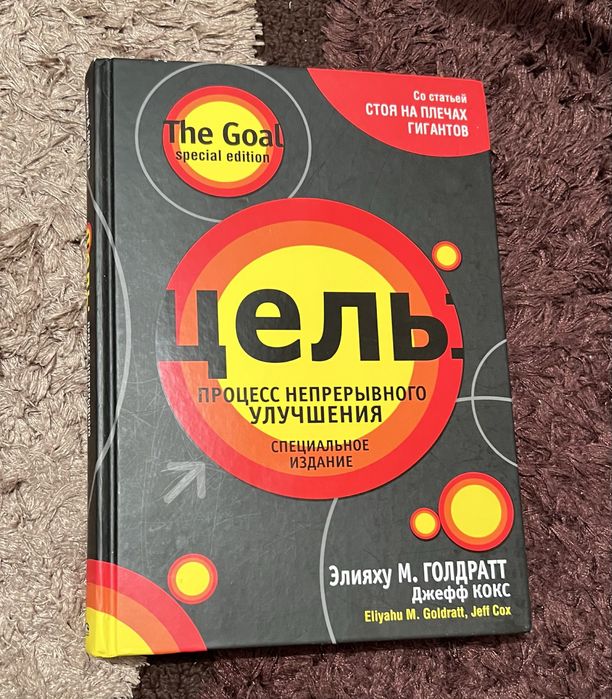 Со статьей
СТОЯ НА ПЛЕЧАХ
ГИГАНТОВ
The Goal
special edition
цель
ПРОЦЕСС НЕПРЕРЫВНОГО
УЛУЧШЕНИЯ
СПЕЦИАЛЬНОЕ
ИЗДАНИЕ
Элияху М. ГОЛДРАТТ
Джефф КОКС
Eliyahu M. Goldratt, Jeff Cox